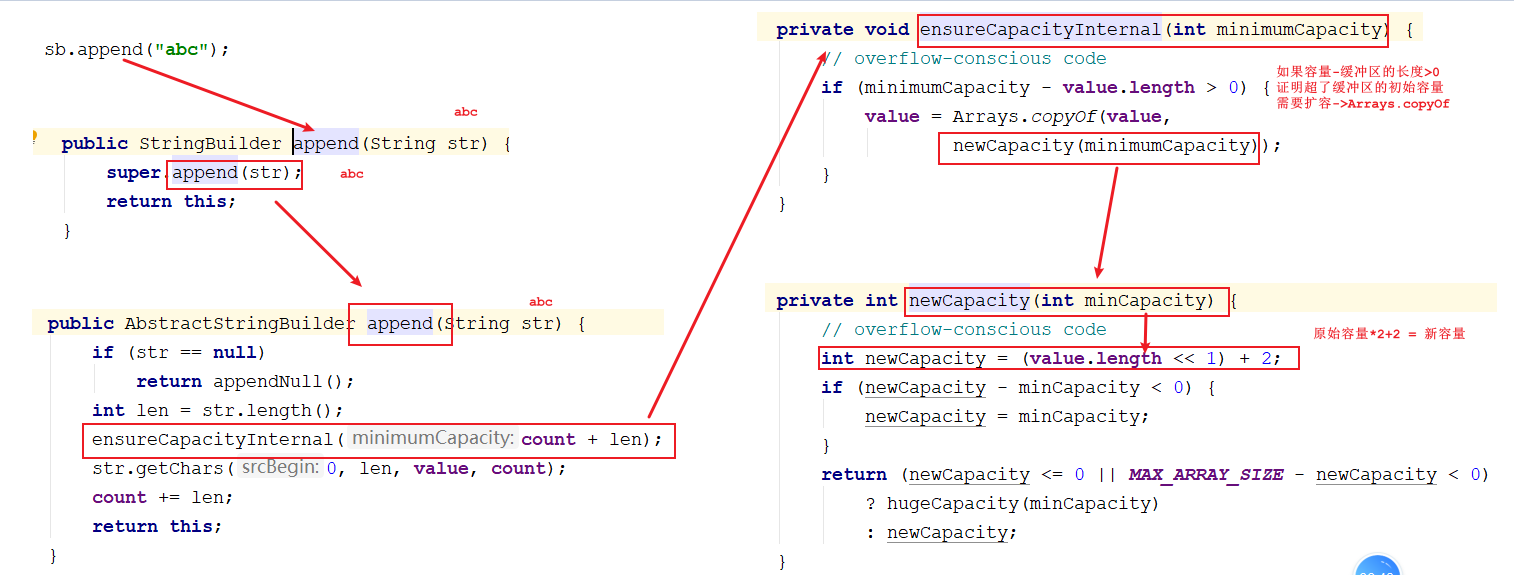 sb.append("abc");
abc
public StringBuilder append(String str) {
super.append(str);
abc
return this;
}
abc
public AbstractStringBuilder append(String str) {
if (str == null)
return appendNull();
int len = str.length();
ensureCapacityInternal( minimumCapacity: count + len);
str.getChars( srcBegin: 0, len, value, count);
count += len;
return this;
}
private void ensureCapacityInternal(int minimumCapacity) {
// overflow-conscious code
if (minimumCapacity - value.length > 0) {
如果容量-缓冲区的长度>0
证明超了缓冲区的初始容量
需要扩容->Arrays.copyOf
value = Arrays.copyOf(value,
newCapacity(minimumCapacity));
}
}
private int newCapacity(int minCapacity) {
// overflow-conscious code
原始容量*2+2 = 新容量
int newCapacity = (value.length << 1) + 2;
if (newCapacity - minCapacity < 0) {
newCapacity = minCapacity;
}
return (newCapacity <= 0 || MAX_ARRAY_SIZE - newCapacity < 0)
? hugeCapacity(minCapacity)
: newCapacity;
}